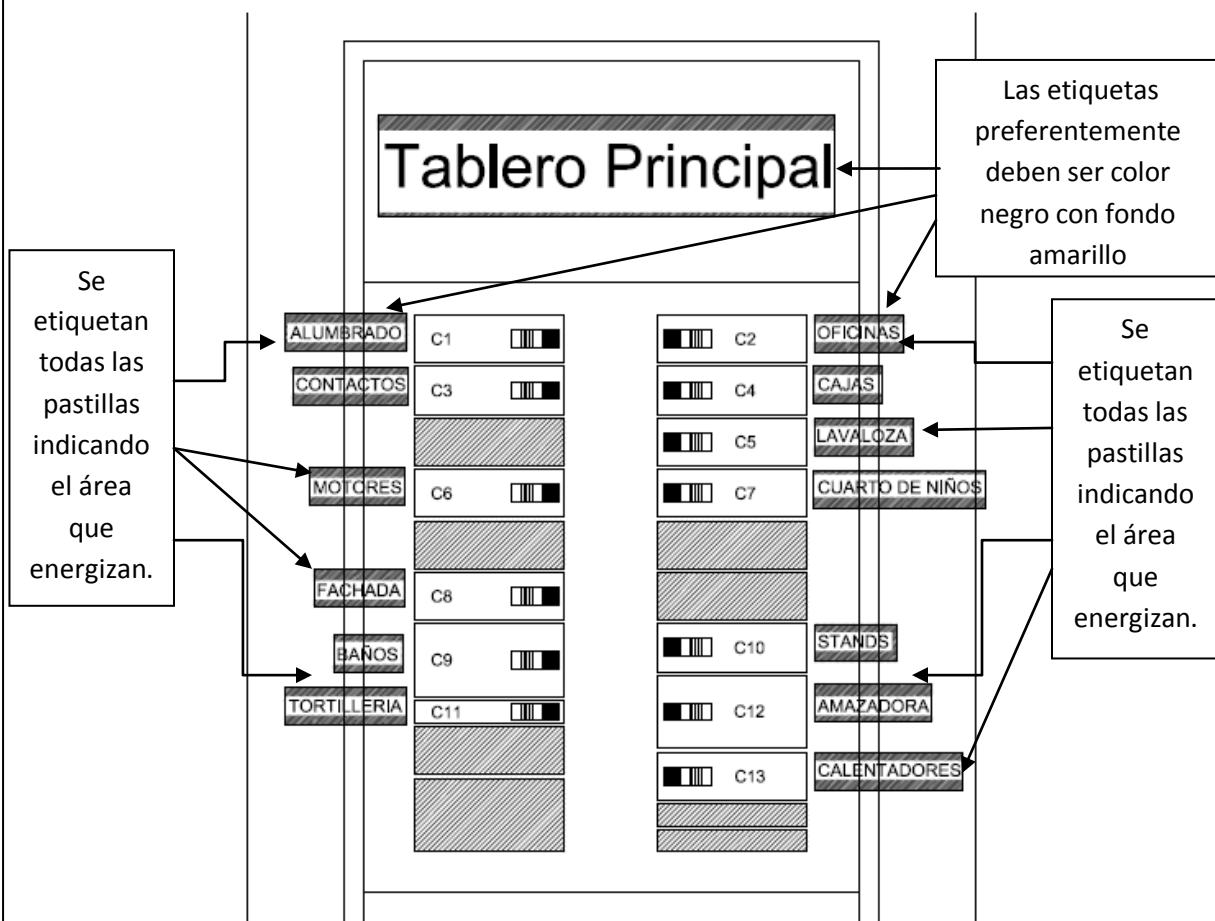 Tablero Principal
Las etiquetas
preferentemente
deben ser color
negro con fondo
amarillo
Se
etiquetan
todas las
pastillas
indicando
el área
que
energizan.
Se
etiquetan
todas las
pastillas
indicando
el área
que
energizan.
ALUMBRADO C1 C2 OFICINAS
CONTACTOS C3 C4 CAJAS
C5 LAVALOZA
MOTORES C6 C7 CUARTO DE NIÑOS
FACHADA C8
BAÑOS C9 C10 STANDS
TORTILLERIA C11 C12 AMAZADORA
C13 CALENTADORES